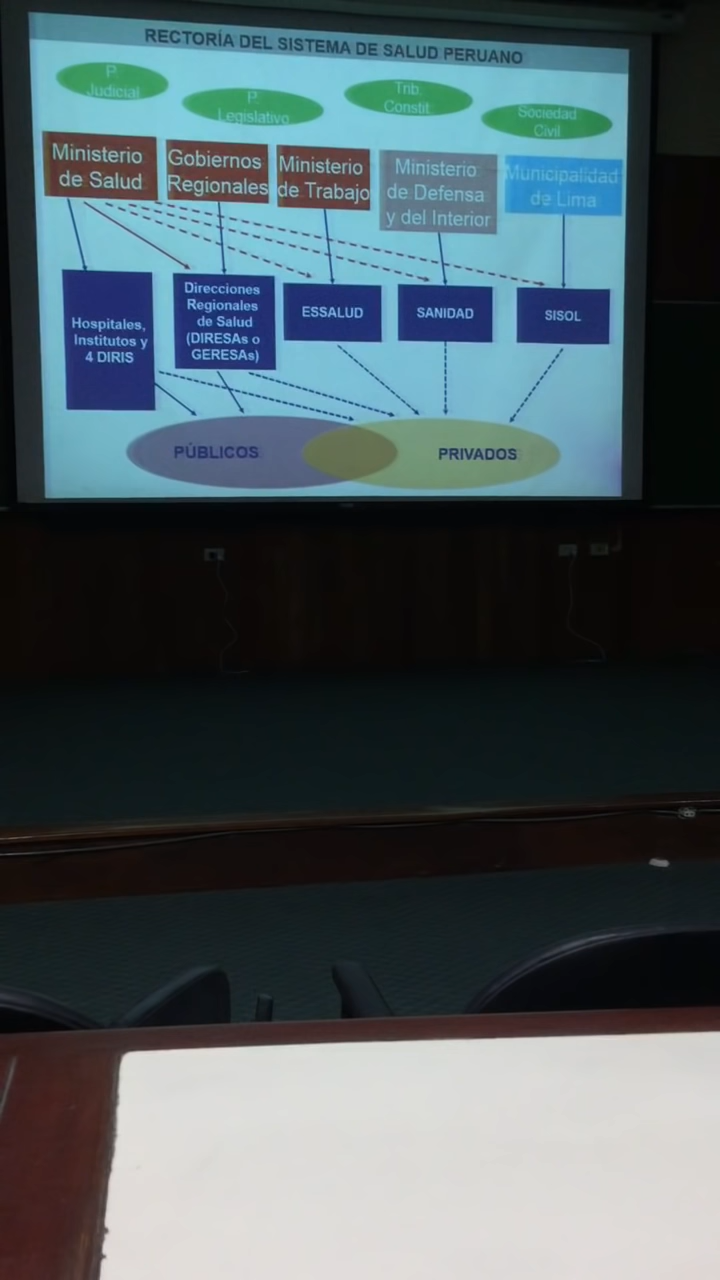 RECTORÍA DEL SISTEMA DE SALUD PERUANO
P.
Judicial
P.
Legislativo
Trib.
Constit.
Sociedad
Civil
Ministerio
de Salud
Gobiernos
Regionales
Ministerio
de Trabajo
Ministerio
de Defensa
y del Interior
Municipalidad
de Lima
Hospitales,
Institutos y
4 DIRIS
Direcciones
Regionales
de Salud
(DIRESAs o
GERESAs)
ESSALUD
SANIDAD
SISOL
PÚBLICOS
PRIVADOS